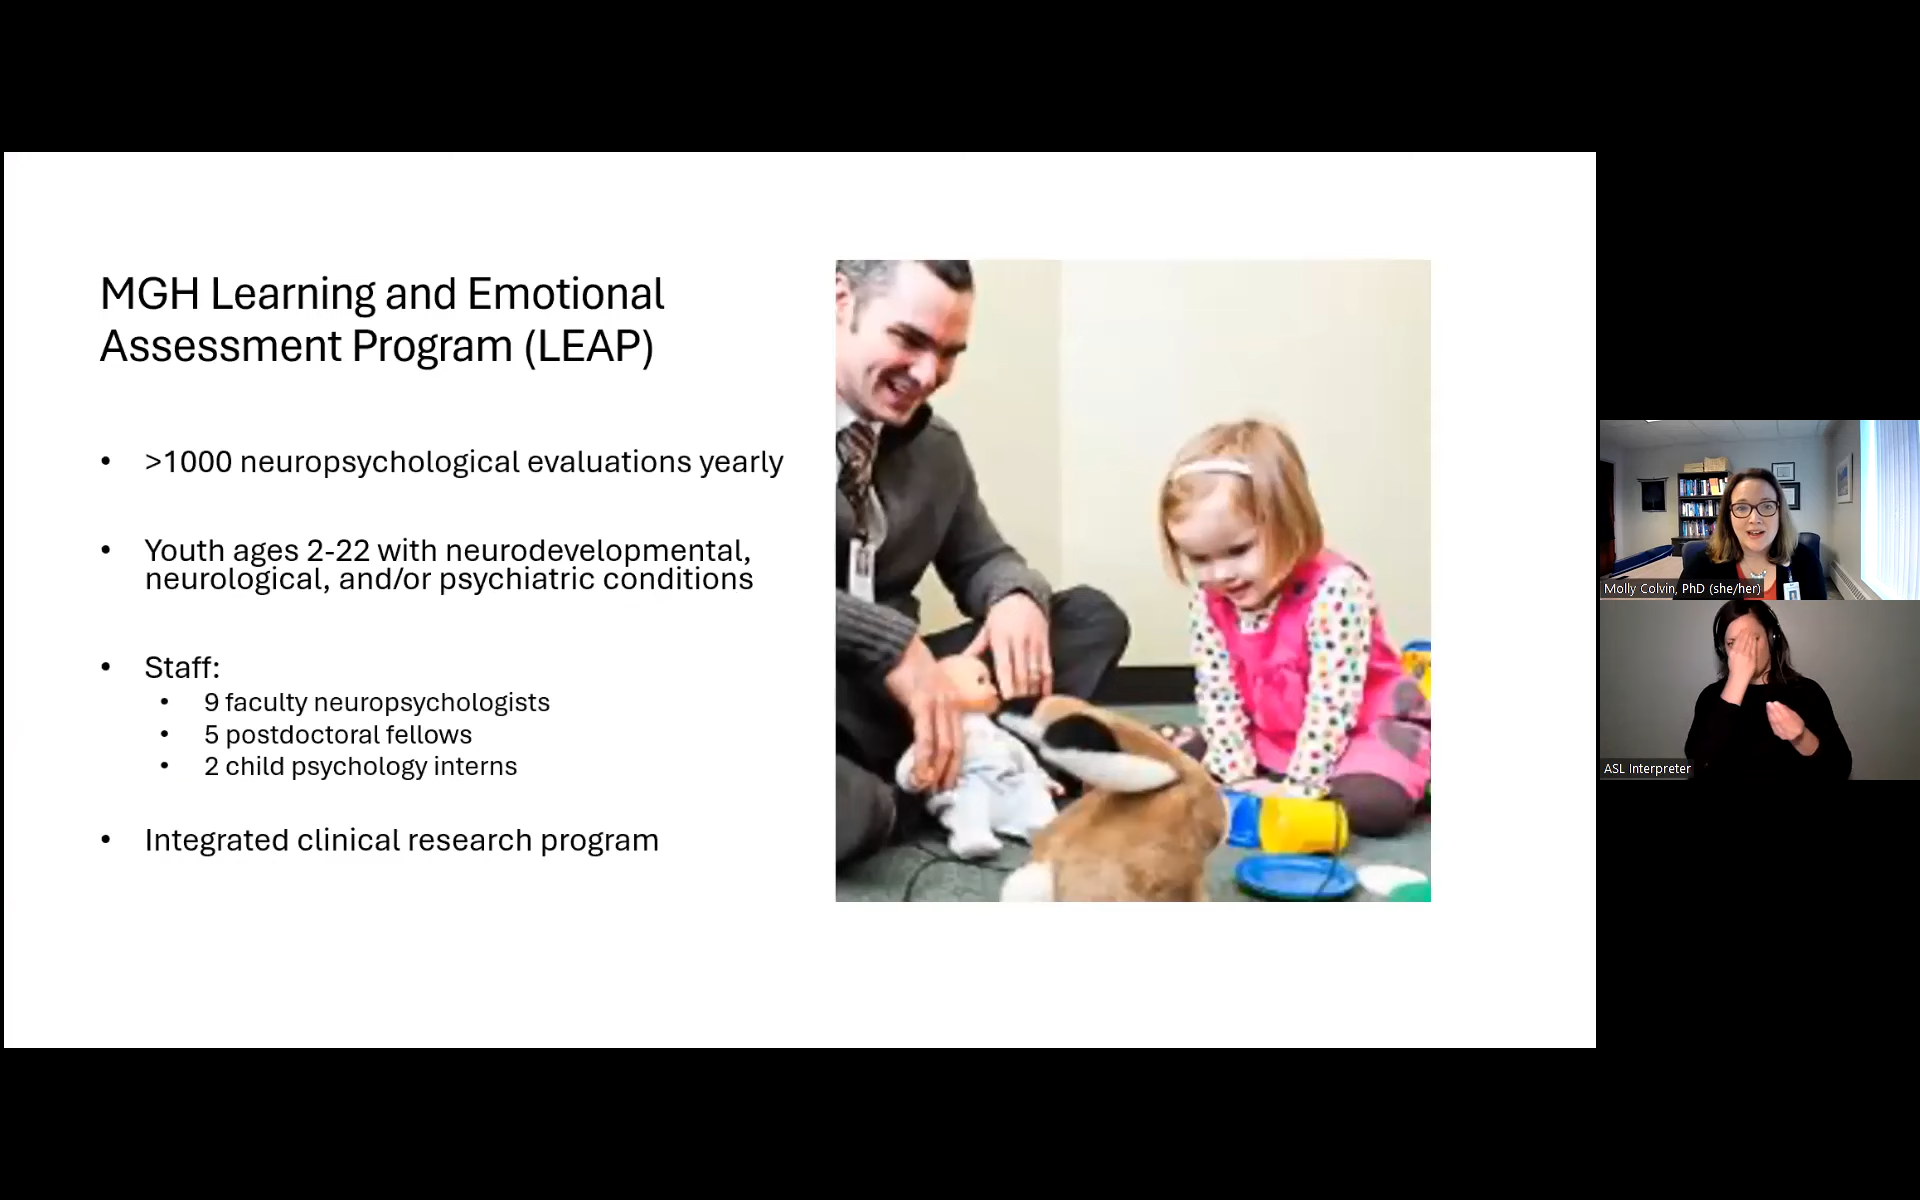 MGH Learning and Emotional
Assessment Program (LEAP)
• >1000 neuropsychological evaluations yearly
• Youth ages 2-22 with neurodevelopmental,
neurological, and/or psychiatric conditions
• Staff:
• 9 faculty neuropsychologists
• 5 postdoctoral fellows
• 2 child psychology interns
• Integrated clinical research program
Molly Colvin, PhD (she/her)
ASL Interpreter